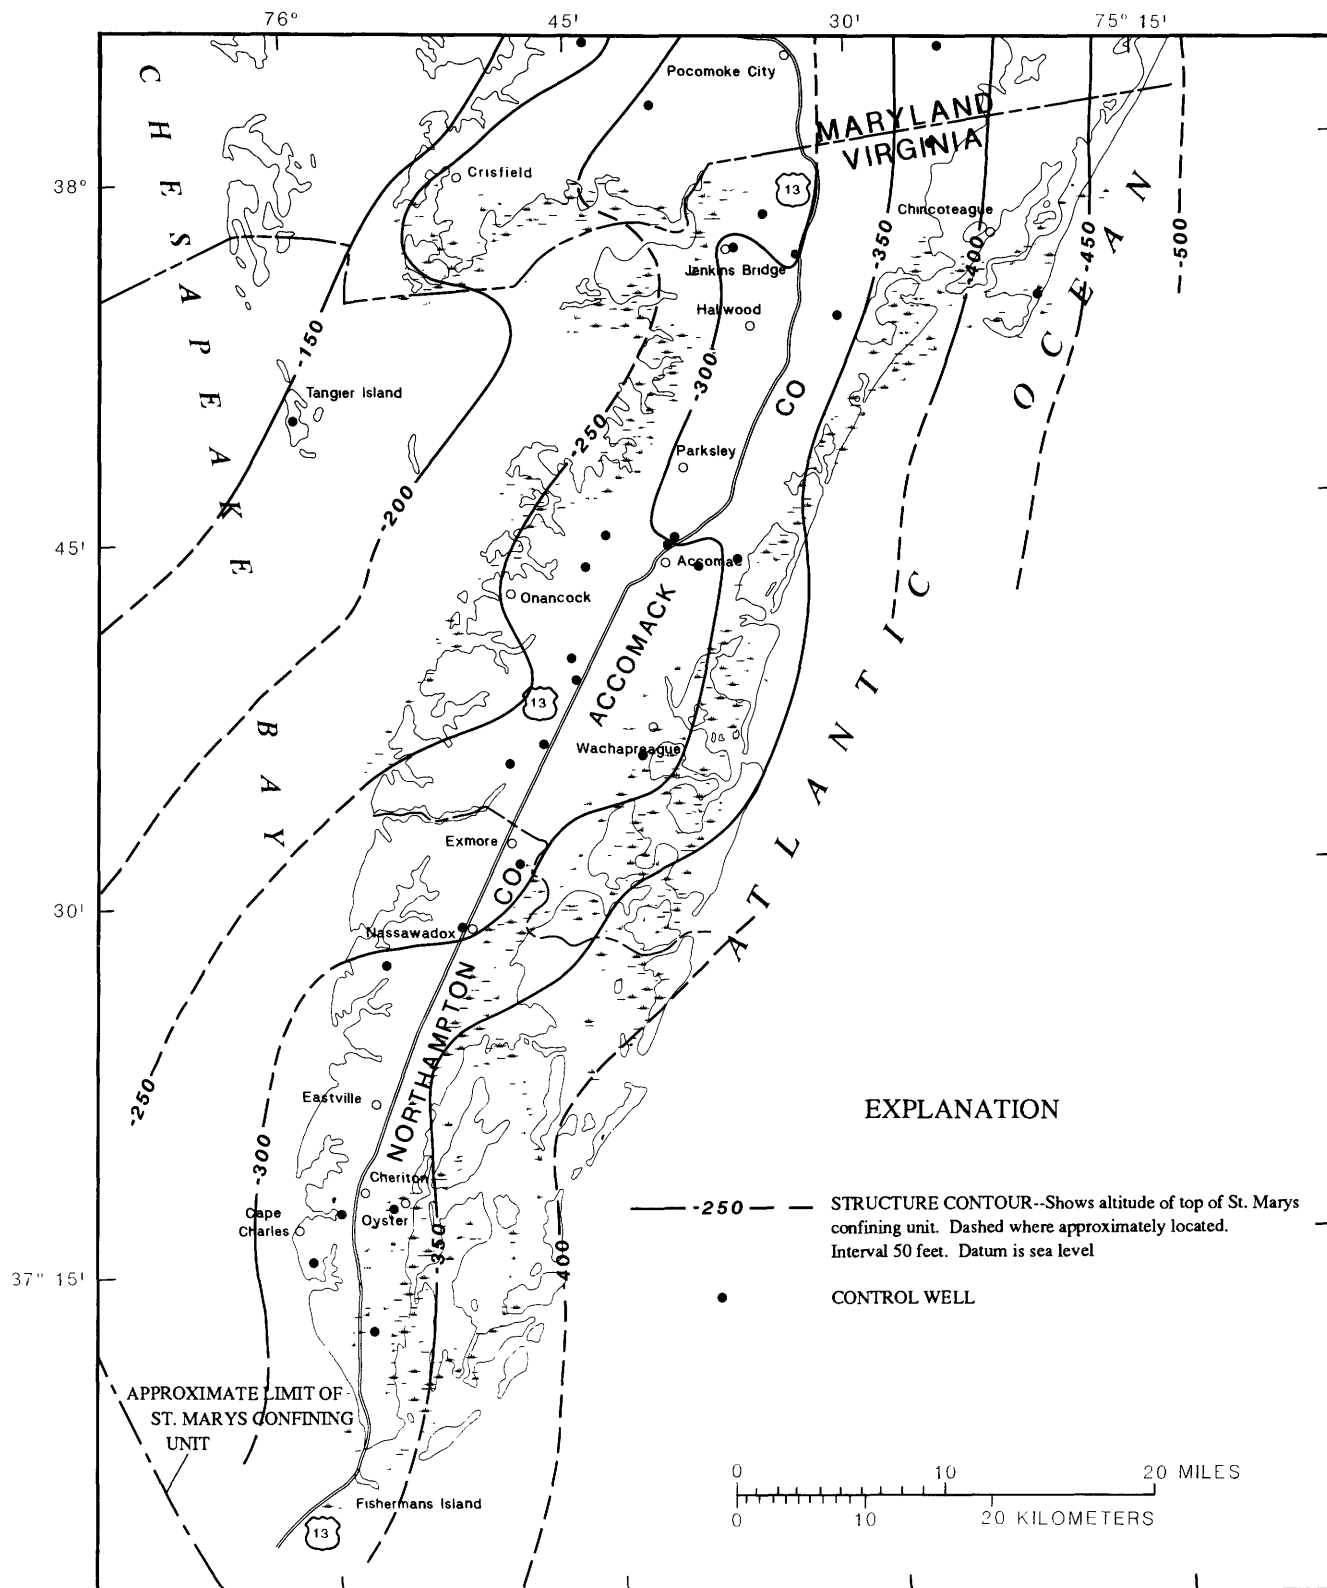 76°
45'
30'
75° 15'
CHESAPEAKE
BAY
Pocomoke City
MARYLAND
VIRGINIA
Crisfield
38°
13
Chincoteague
ATLANTIC
OCEAN
-350
-400
-450
-500
Jenkins Bridge
Hallwood
-150
-300
Tangier Island
CO
-250
Parksley
-200
45'
Accomac
Onancock
ACCOMACK
13
Wachapreague
Exmore
CO
30'
Nassawadox
NORTHAMPTON
-250
Eastville
EXPLANATION
-300
Cheriton
Cape
Charles
Oyster
-350
-400
-250
STRUCTURE CONTOUR--Shows altitude of top of St. Marys
confining unit. Dashed where approximately located.
Interval 50 feet. Datum is sea level
37" 15'
CONTROL WELL
APPROXIMATE LIMIT OF
ST. MARYS CONFINING
UNIT
Fishermans Island
13
0 10 20 MILES
0 10 20 KILOMETERS